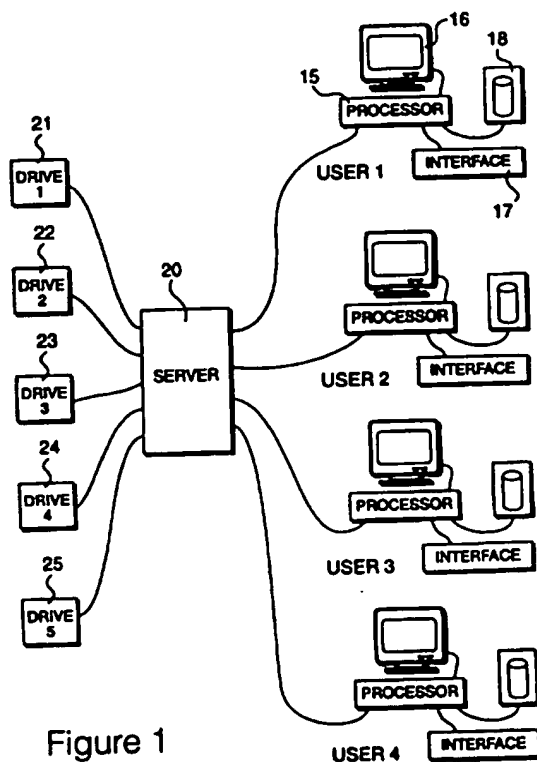 16
18
15
PROCESSOR
21
DRIVE
1
USER 1
INTERFACE
17
22
DRIVE
2
20
SERVER
PROCESSOR
USER 2
INTERFACE
23
DRIVE
3
24
DRIVE
4
PROCESSOR
USER 3
INTERFACE
25
DRIVE
5
PROCESSOR
USER 4
INTERFACE
Figure 1